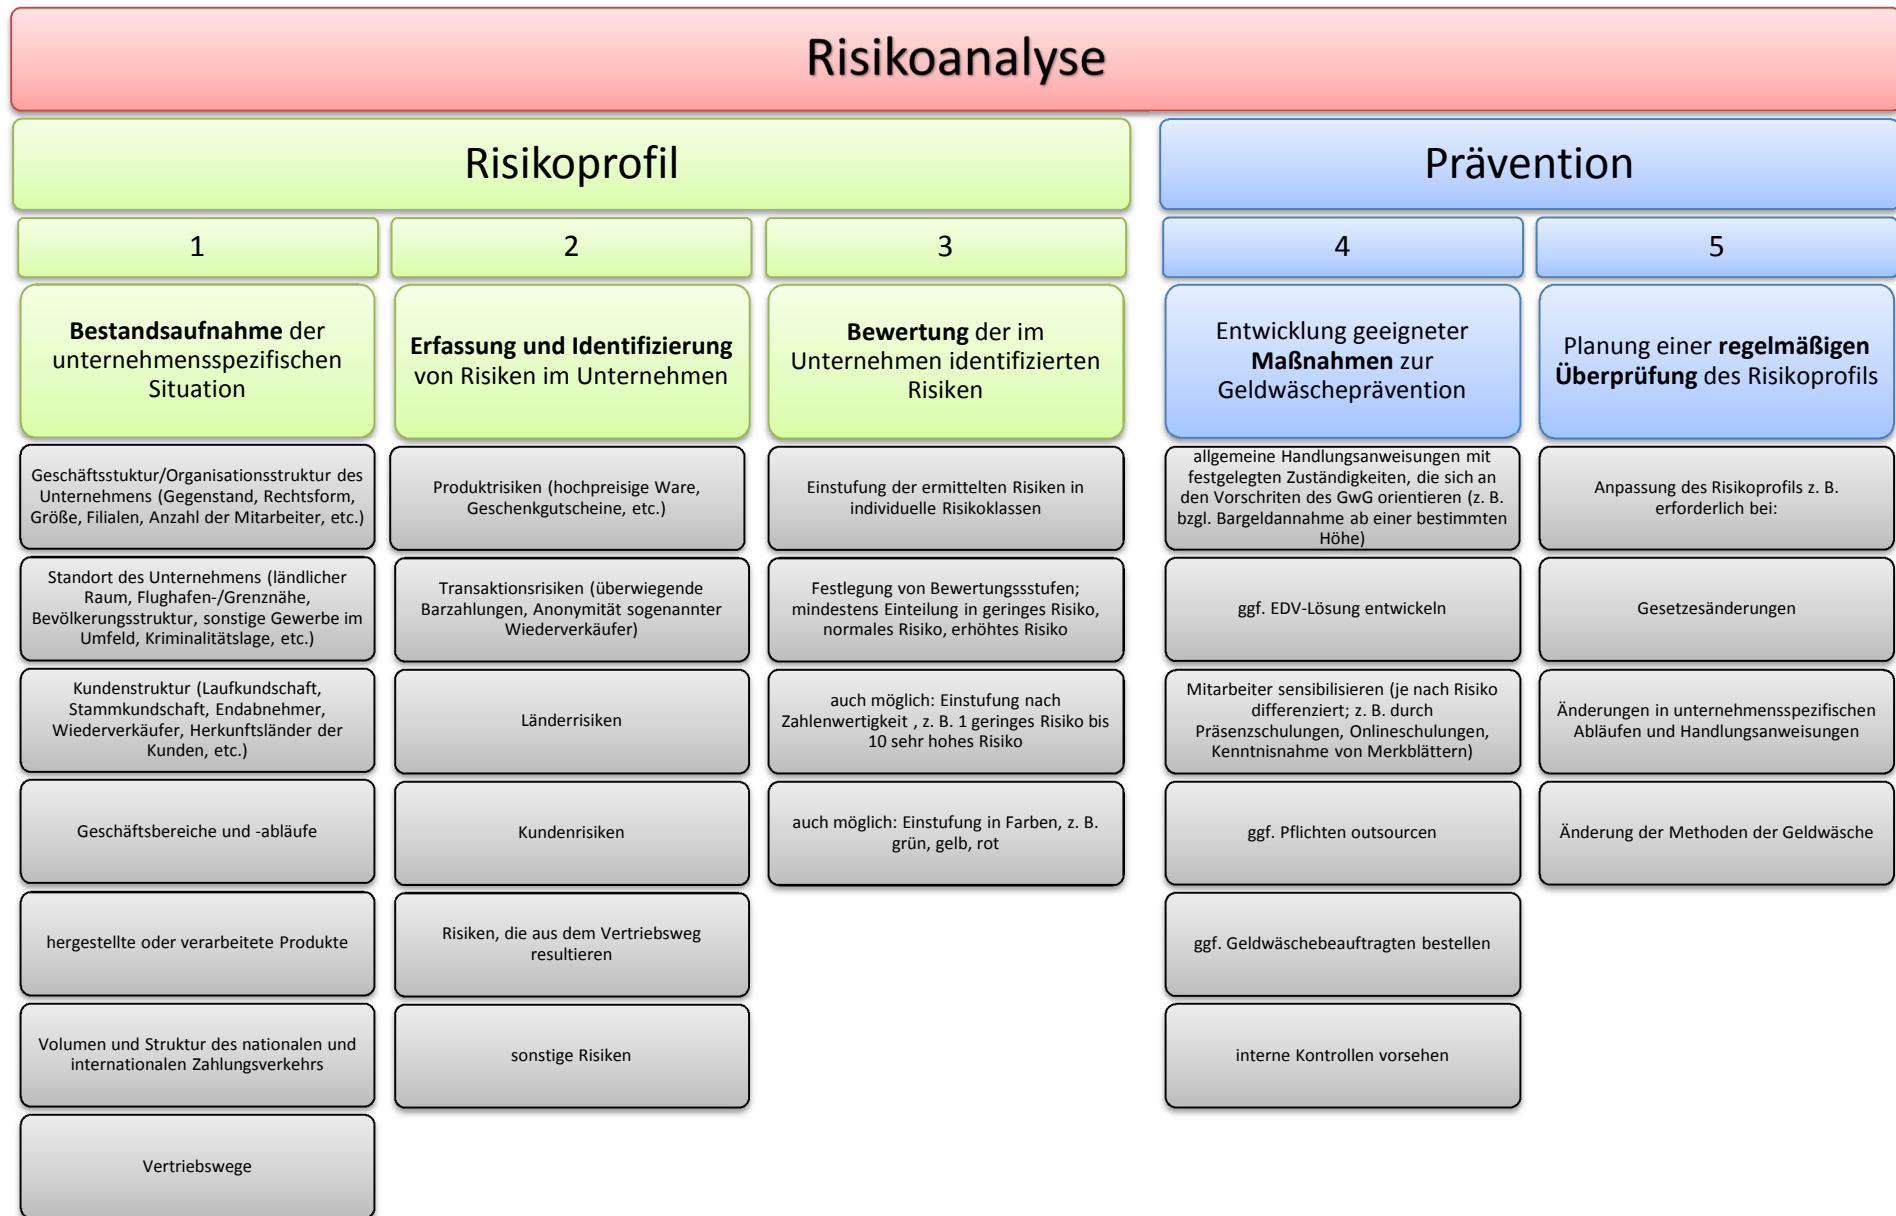 Risikoanalyse
Risikoprofil
Prävention
1
2
3
4
5
Bestandsaufnahme der
unternehmensspezifischen
Situation
Erfassung und Identifizierung
von Risiken im Unternehmen
Bewertung der im
Unternehmen identifizierten
Risiken
Entwicklung geeigneter
Maßnahmen zur
Geldwäscheprävention
Planung einer regelmäßigen
Überprüfung des Risikoprofils
Geschäftsstuktur/Organisationsstruktur des
Unternehmens (Gegenstand, Rechtsform,
Größe, Filialen, Anzahl der Mitarbeiter, etc.)
Standort des Unternehmens (ländlicher
Raum, Flughafen-/Grenznähe,
Bevölkerungsstruktur, sonstige Gewerbe im
Umfeld, Kriminalitätslage, etc.)
Kundenstruktur (Laufkundschaft,
Stammkundschaft, Endabnehmer,
Wiederverkäufer, Herkunftsländer der
Kunden, etc.)
Geschäftsbereiche und -abläufe
hergestellte oder verarbeitete Produkte
Volumen und Struktur des nationalen und
internationalen Zahlungsverkehrs
Vertriebswege
Produktrisiken (hochpreisige Ware,
Geschenkgutscheine, etc.)
Transaktionsrisiken (überwiegende
Barzahlungen, Anonymität sogenannter
Wiederverkäufer)
Länderrisiken
Kundenrisiken
Risiken, die aus dem Vertriebsweg
resultieren
sonstige Risiken
Einstufung der ermittelten Risiken in
individuelle Risikoklassen
Festlegung von Bewertungssstufen;
mindestens Einteilung in geringes Risiko,
normales Risiko, erhöhtes Risiko
auch möglich: Einstufung nach
Zahlenwertigkeit , z. B. 1 geringes Risiko bis
10 sehr hohes Risiko
auch möglich: Einstufung in Farben, z. B.
grün, gelb, rot
allgemeine Handlungsanweisungen mit
festgelegten Zuständigkeiten, die sich an
den Vorschriten des GwG orientieren (z. B.
bzgl. Bargeldannahme ab einer bestimmten
Höhe)
ggf. EDV-Lösung entwickeln
Mitarbeiter sensibilisieren (je nach Risiko
differenziert; z. B. durch
Präsenzschulungen, Onlineschulungen,
Kenntnisnahme von Merkblättern)
ggf. Pflichten outsourcen
ggf. Geldwäschebeauftragten bestellen
interne Kontrollen vorsehen
Anpassung des Risikoprofils z. B.
erforderlich bei:
Gesetzesänderungen
Änderungen in unternehmensspezifischen
Abläufen und Handlungsanweisungen
Änderung der Methoden der Geldwäsche